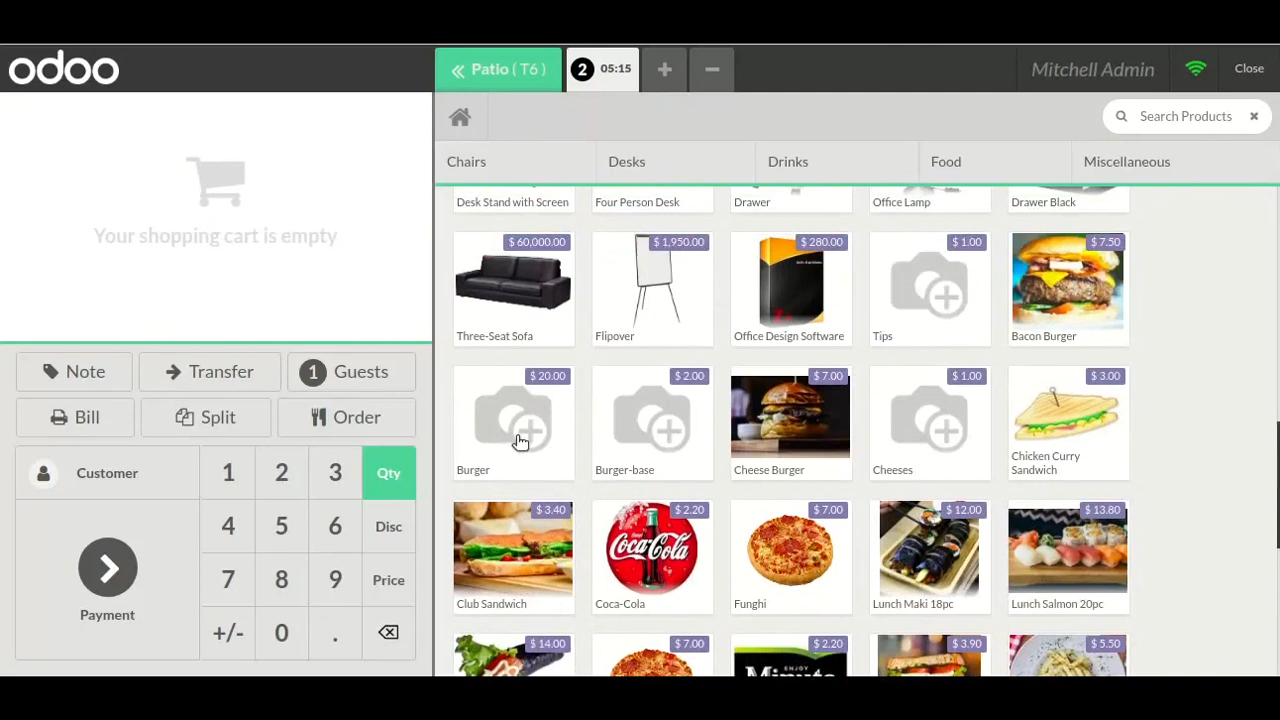 odoo
Patio ( T6 )
2 05:15
+
−
Mitchell Admin
Close
Search Products
Chairs
Desks
Drinks
Food
Miscellaneous
Your shopping cart is empty
Desk Stand with Screen
Four Person Desk
Drawer
Office Lamp
Drawer Black
$ 60,000.00
Three-Seat Sofa
$ 1,950.00
Flipover
$ 280.00
Office Design Software
$ 1.00
Tips
$ 7.50
Bacon Burger
$ 20.00
Burger
$ 2.00
Burger-base
$ 7.00
Cheese Burger
$ 1.00
Cheeses
$ 3.00
Chicken Curry
Sandwich
$ 3.40
Club Sandwich
$ 2.20
Coca-Cola
Coca-Cola
$ 7.00
Funghi
$ 12.00
Lunch Maki 18pc
$ 13.80
Lunch Salmon 20pc
$ 14.00
$ 7.00
$ 2.20
ENJOY
Minute
$ 3.90
$ 5.50
Note
Transfer
1 Guests
Bill
Split
Order
Customer
1
2
3
Qty
4
5
6
Disc
7
8
9
Price
+/-
0
.
Payment